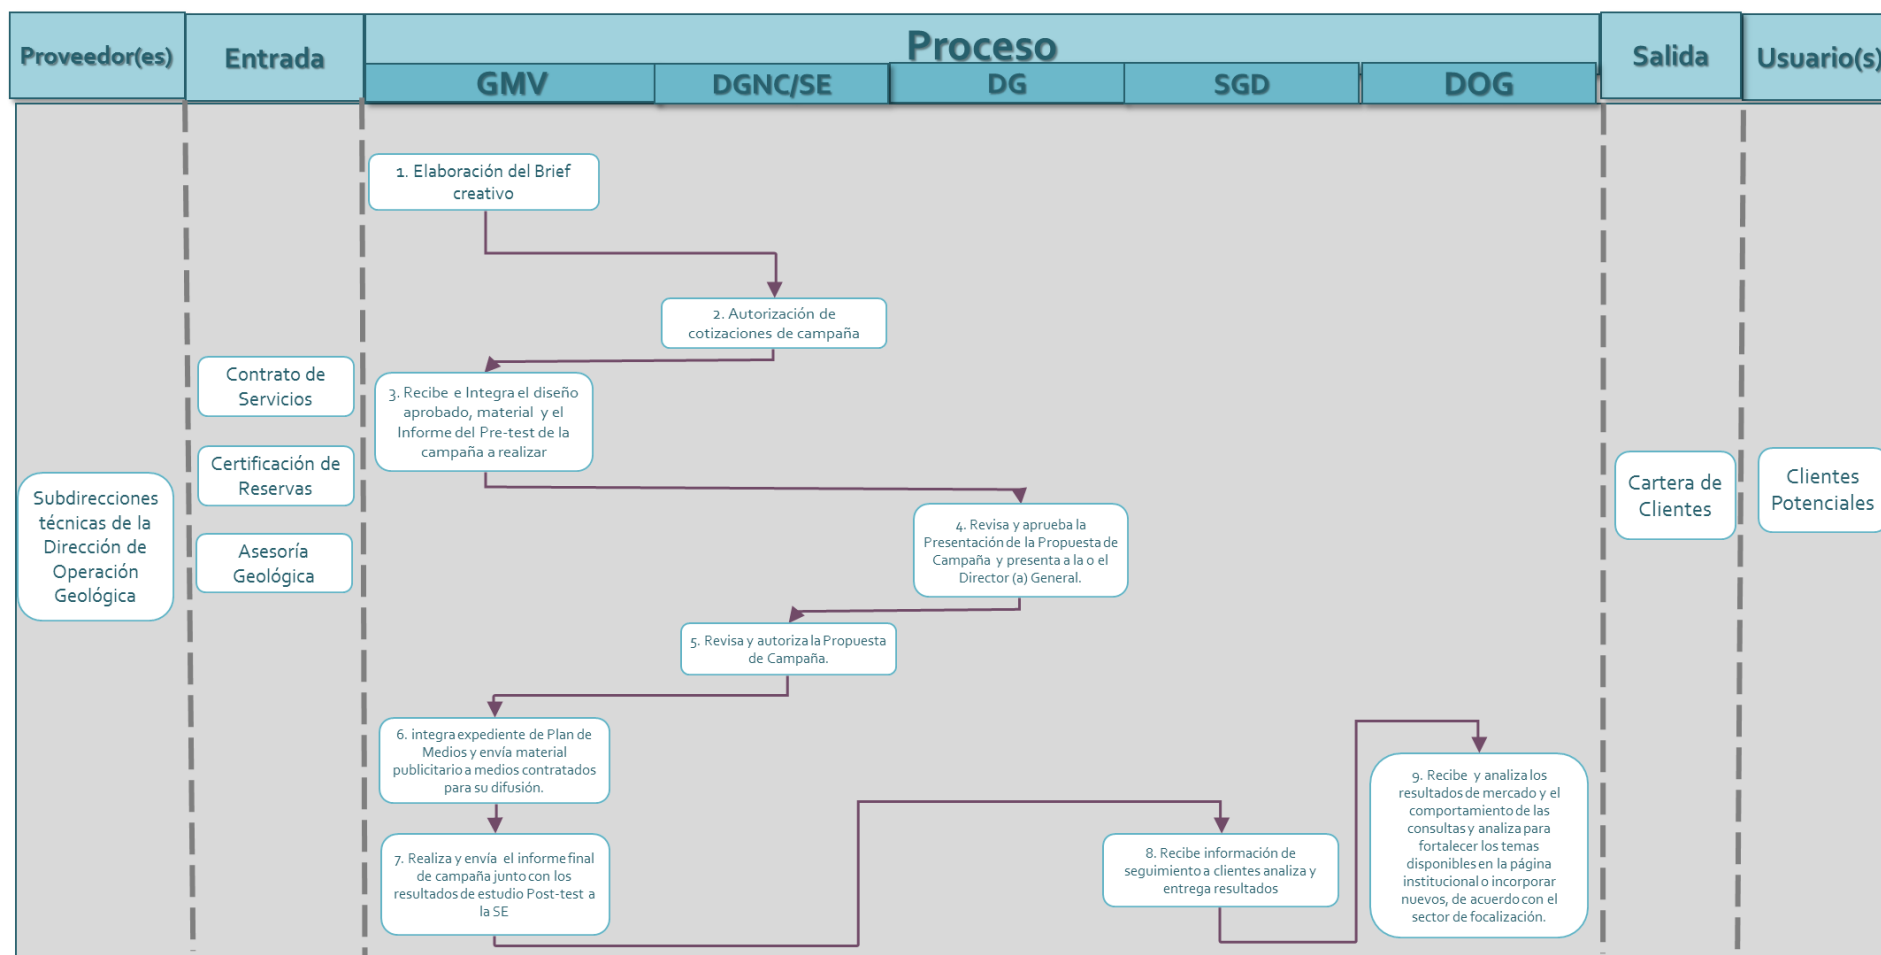 Proveedor(es)
Entrada
Proceso
Salida
Usuario(s)
GMV
DGNC/SE
DG
SGD
DOG
1. Elaboración del Brief
creativo
2. Autorización de
cotizaciones de campaña
Contrato de
Servicios
Certificación de
Reservas
Asesoría
Geológica
Subdirecciones
técnicas de la
Dirección de
Operación
Geológica
3. Recibe e Integra el diseño
aprobado, material y el
Informe del Pre-test de la
campaña a realizar
4. Revisa y aprueba la
Presentación de la Propuesta de
Campaña y presenta a la o el
Director (a) General.
Cartera de
Clientes
Clientes
Potenciales
5. Revisa y autoriza la Propuesta
de Campaña.
6. integra expediente de Plan de
Medios y envía material
publicitario a medios contratados
para su difusión.
7. Realiza y envía el informe final
de campaña junto con los
resultados de estudio Post-test a
la SE
8. Recibe información de
seguimiento a clientes analiza y
entrega resultados
9. Recibe y analiza los
resultados de mercado y el
comportamiento de las
consultas y analiza para
fortalecer los temas
disponibles en la página
institucional o incorporar
nuevos, de acuerdo con el
sector de focalización.